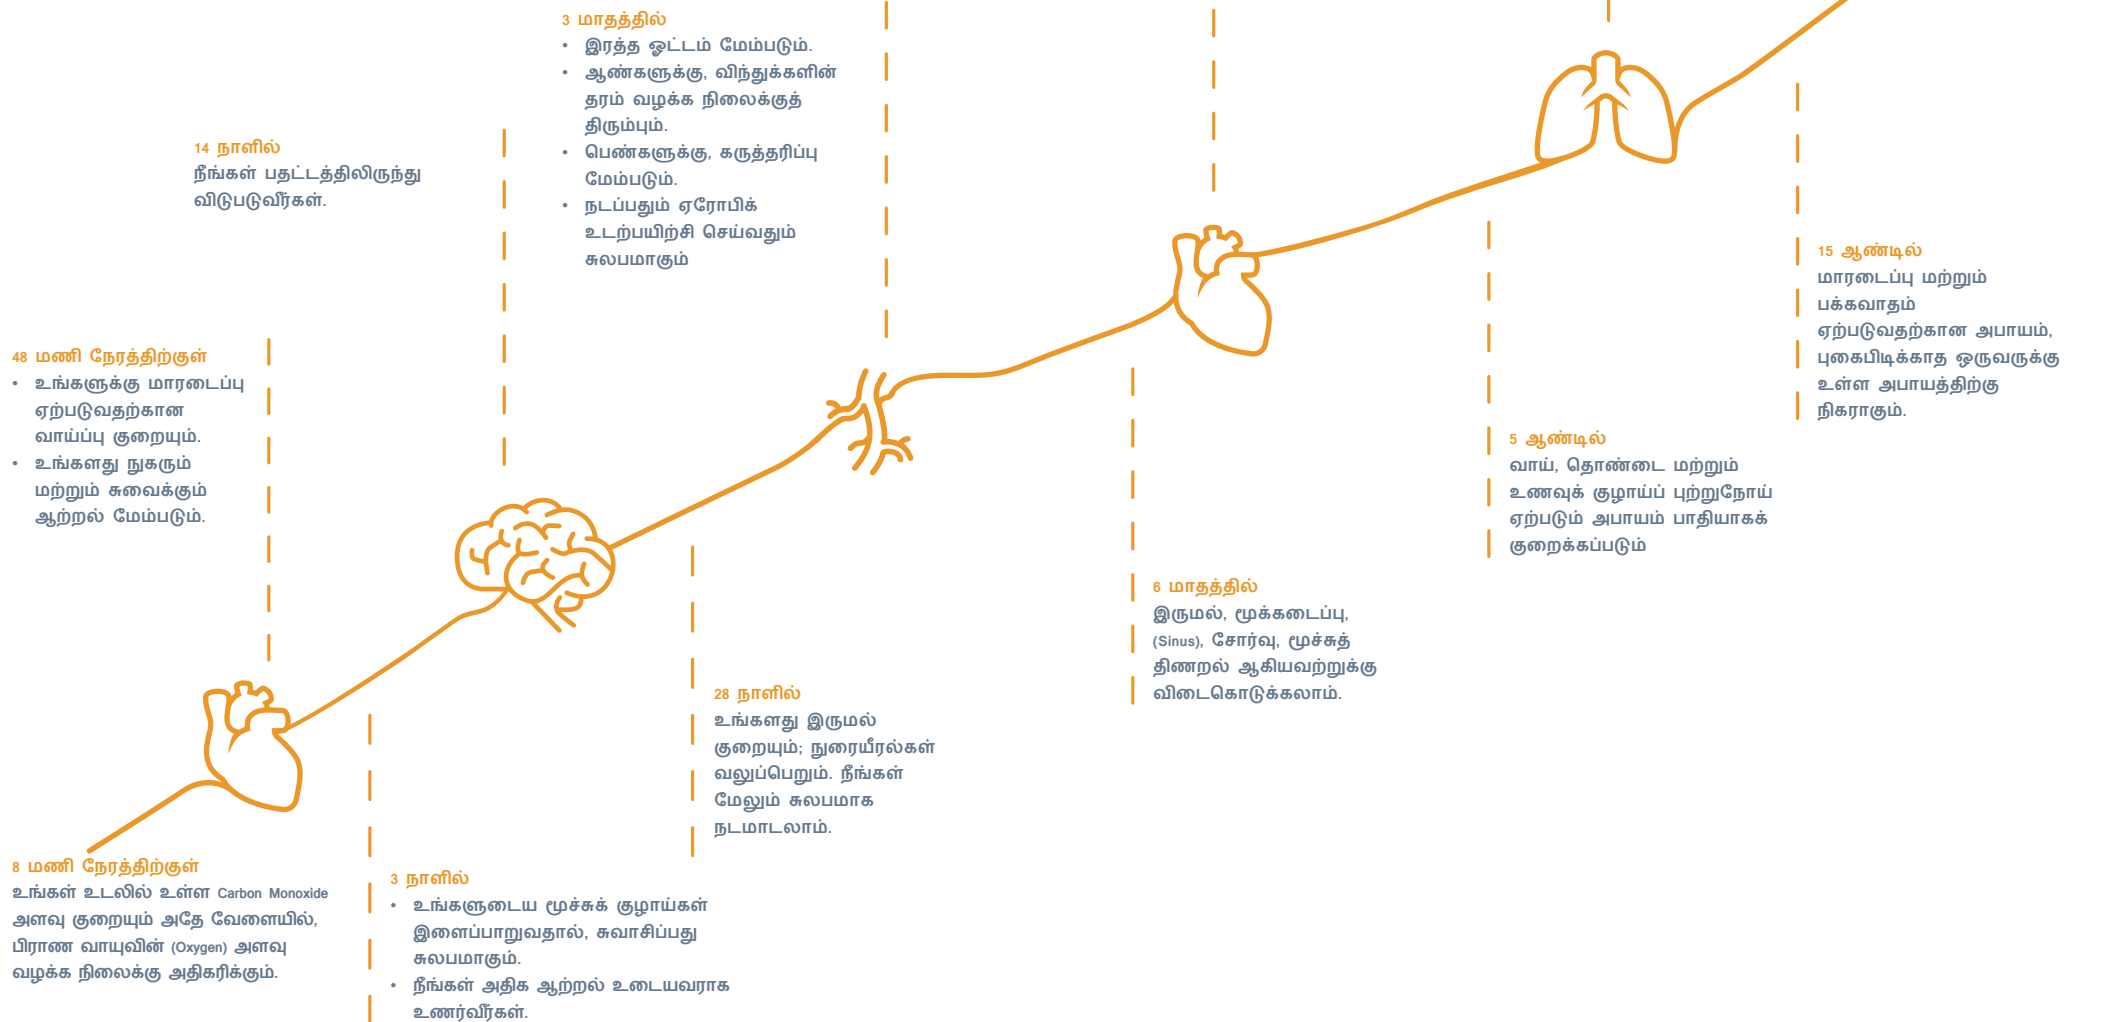 8 மணி நேரத்திற்குள்
உங்கள் உடலில் உள்ள Carbon Monoxide
அளவு குறையும் அதே வேளையில்,
பிராண வாயுவின் (Oxygen) அளவு
வழக்க நிலைக்கு அதிகரிக்கும்.
48 மணி நேரத்திற்குள்
• உங்களுக்கு மாரடைப்பு
ஏற்படுவதற்கான
வாய்ப்பு குறையும்.
• உங்களது நுகரும்
மற்றும் சுவைக்கும்
ஆற்றல் மேம்படும்.
3 நாளில்
• உங்களுடைய மூச்சுக் குழாய்கள்
இளைப்பாறுவதால், சுவாசிப்பது
சுலபமாகும்.
• நீங்கள் அதிக ஆற்றல் உடையவராக
உணர்வீர்கள்.
14 நாளில்
நீங்கள் பதட்டத்திலிருந்து
விடுபடுவீர்கள்.
28 நாளில்
உங்களது இருமல்
குறையும்; நுரையீரல்கள்
வலுப்பெறும். நீங்கள்
மேலும் சுலபமாக
நடமாடலாம்.
3 மாதத்தில்
• இரத்த ஓட்டம் மேம்படும்.
• ஆண்களுக்கு, விந்துக்களின்
தரம் வழக்க நிலைக்குத்
திரும்பும்.
• பெண்களுக்கு, கருத்தரிப்பு
மேம்படும்.
• நடப்பதும் ஏரோபிக்
உடற்பயிற்சி செய்வதும்
சுலபமாகும்
6 மாதத்தில்
இருமல், மூக்கடைப்பு,
(Sinus), சோர்வு, மூச்சுத்
திணறல் ஆகியவற்றுக்கு
விடைகொடுக்கலாம்.
5 ஆண்டில்
வாய், தொண்டை மற்றும்
உணவுக் குழாய்ப் புற்றுநோய்
ஏற்படும் அபாயம் பாதியாகக்
குறைக்கப்படும்
15 ஆண்டில்
மாரடைப்பு மற்றும்
பக்கவாதம்
ஏற்படுவதற்கான அபாயம்,
புகைபிடிக்காத ஒருவருக்கு
உள்ள அபாயத்திற்கு
நிகராகும்.